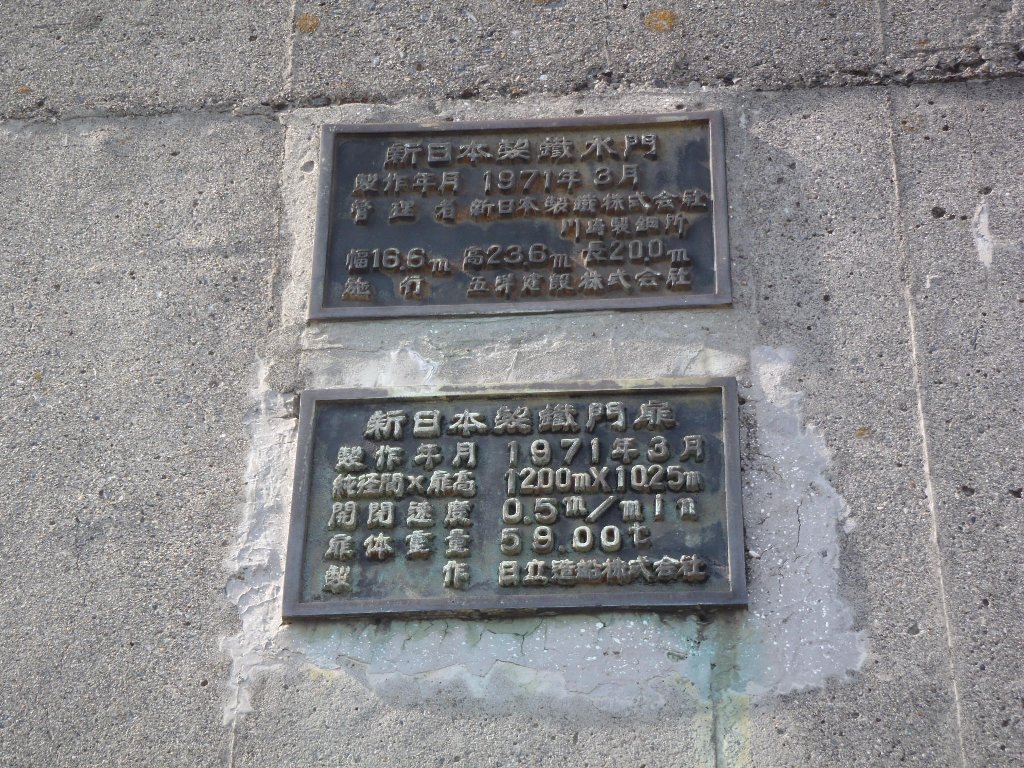 新日本製鐵水門
製作年月 1971年3月
管理者 新日本製鐵株式会社
川崎製鋼所
幅16.6m 高23.6m 長20.0m
施行 五洋建設株式会社
新日本製鐵門扉
製作年月 1971年3月
純径間×扉高 12.00m×10.25m
開閉速度 0.5m/min
扉体重量 59.00t
製作 日立造船株式会社